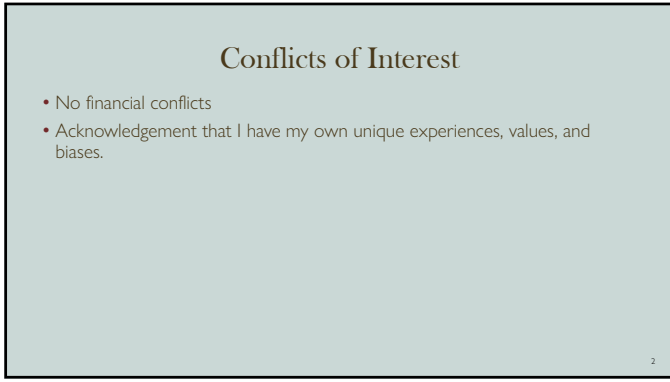 Conflicts of Interest
• No financial conflicts
• Acknowledgement that I have my own unique experiences, values, and
biases.
2